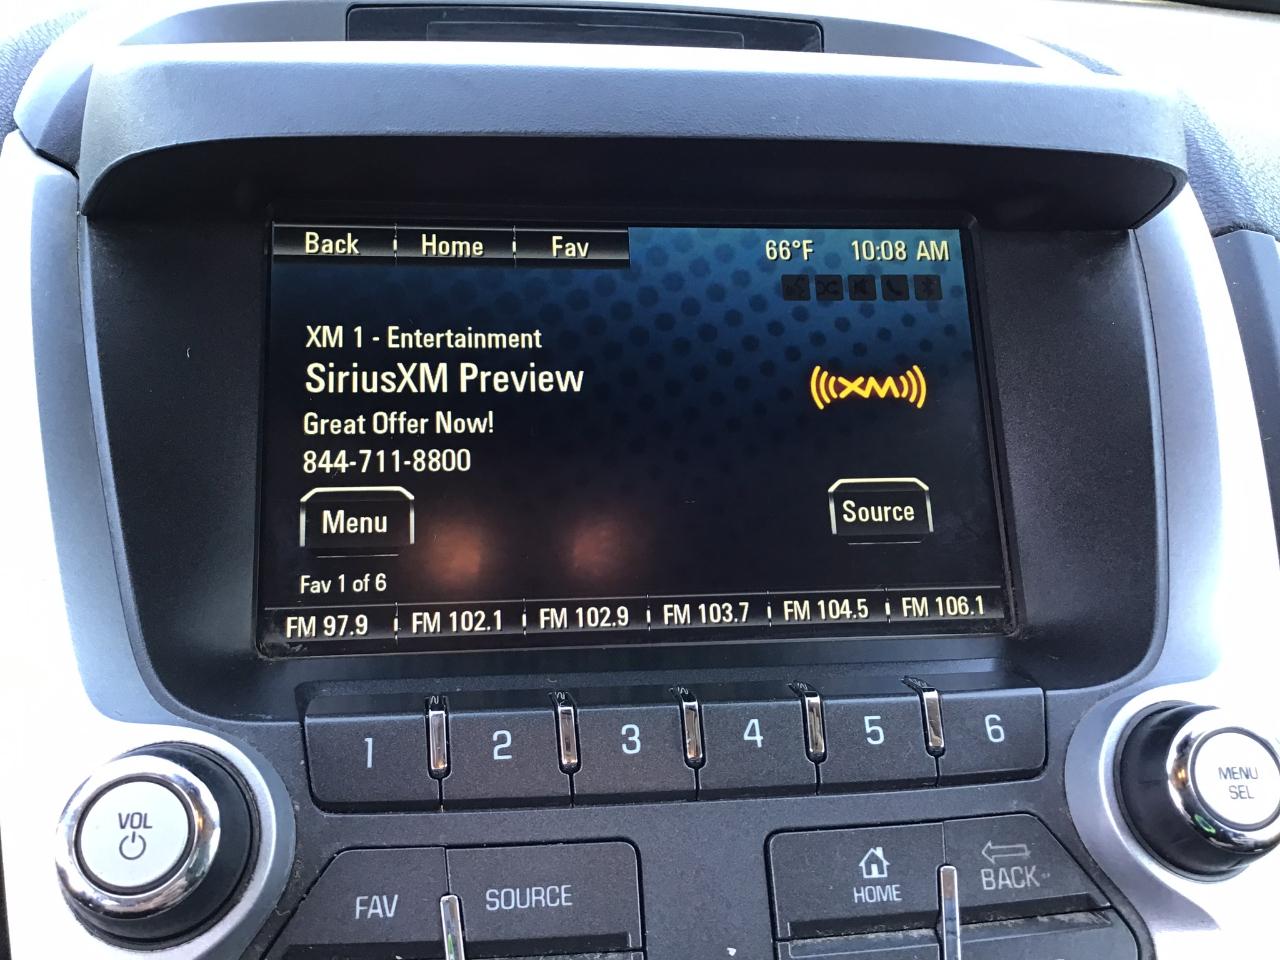 Back Home Fav 66°F 10:08 AM
XM 1 - Entertainment
SiriusXM Preview
((XM))
Great Offer Now!
844-711-8800
Menu Source
Fav 1 of 6
FM 97.9 FM 102.1 FM 102.9 FM 103.7 FM 104.5 FM 106.1
1 2 3 4 5 6
VOL
MENU
SEL
FAV SOURCE HOME BACK